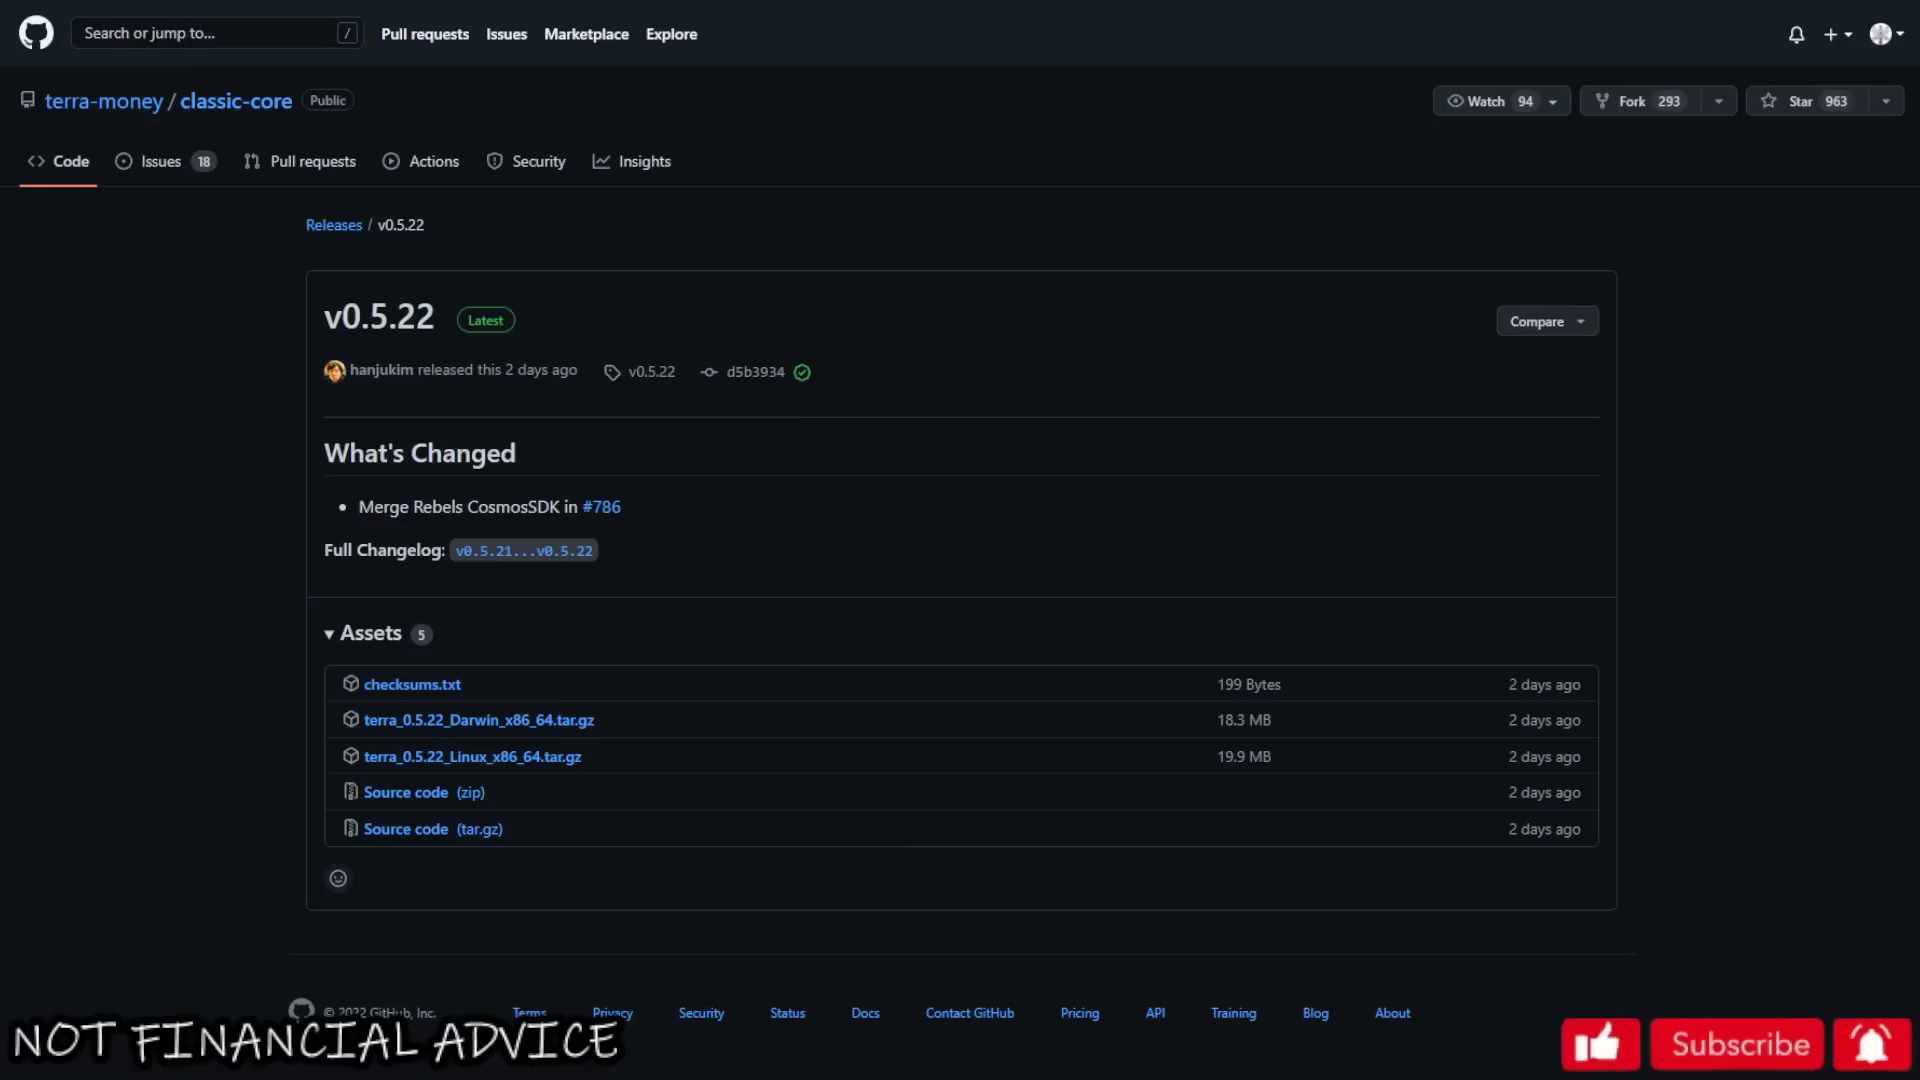 Search or jump to... /
Pull requests Issues Marketplace Explore
terra-money / classic-core Public
Watch 94 Fork 293 Star 963
Code Issues 18 Pull requests Actions Security Insights
Releases / v0.5.22
v0.5.22 Latest
Compare
hanjukim released this 2 days ago v0.5.22 d5b3934
What's Changed
Merge Rebels CosmosSDK in #786
Full Changelog: v0.5.21...v0.5.22
Assets 5
checksums.txt 199 Bytes 2 days ago
terra_0.5.22_Darwin_x86_64.tar.gz 18.3 MB 2 days ago
terra_0.5.22_Linux_x86_64.tar.gz 19.9 MB 2 days ago
Source code (zip) 2 days ago
Source code (tar.gz) 2 days ago
© 2022 GitHub, Inc. Terms Privacy Security Status Docs Contact GitHub Pricing API Training Blog About
NOT FINANCIAL ADVICE
Subscribe